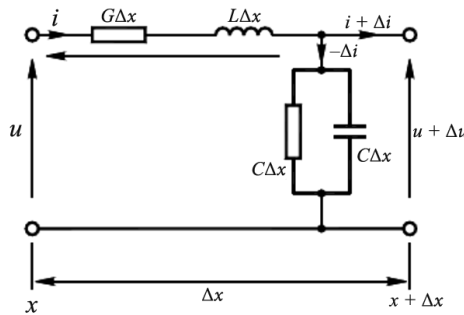 i GΔx LΔx i + Δi
–Δi
u u + Δu
CΔx CΔx
Δx
x x + Δx